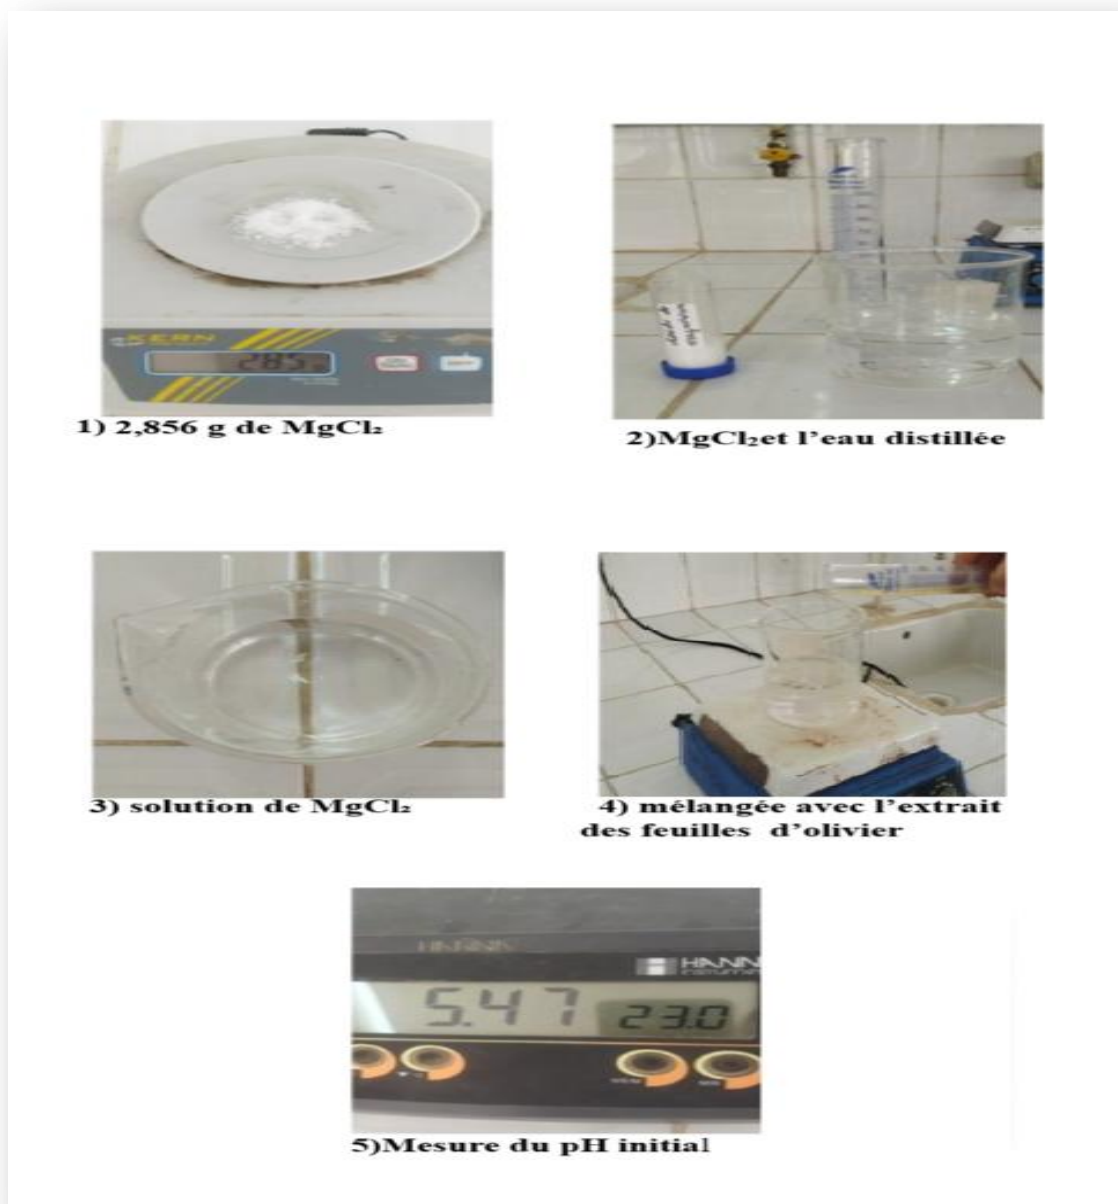 KERN
285
1) 2,856 g de MgCl₂
2)MgCl₂et l’eau distillée
3) solution de MgCl₂
4) mélangée avec l’extrait
des feuilles d’olivier
HANNA
HANN
5.47 23.0
5)Mesure du pH initial